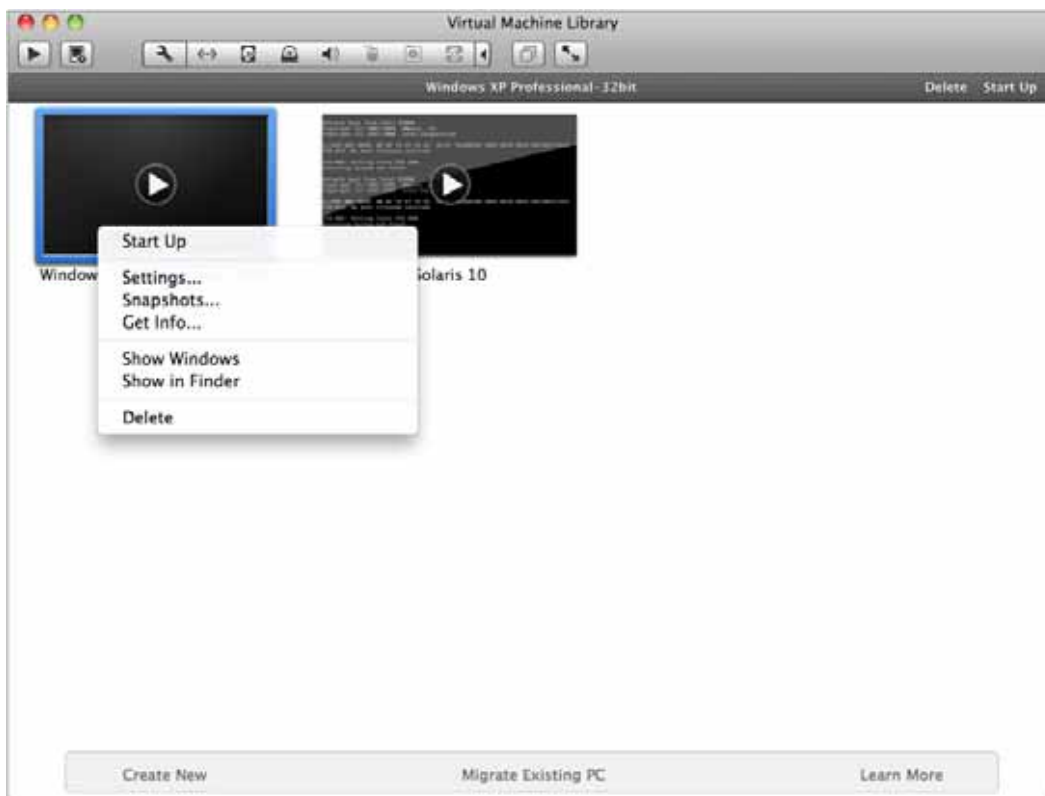 Virtual Machine Library
Windows XP Professional-32bit
Delete Start Up
Window
Solaris 10
Start Up
Settings...
Snapshots...
Get Info...
Show Windows
Show in Finder
Delete
Create New
Migrate Existing PC
Learn More